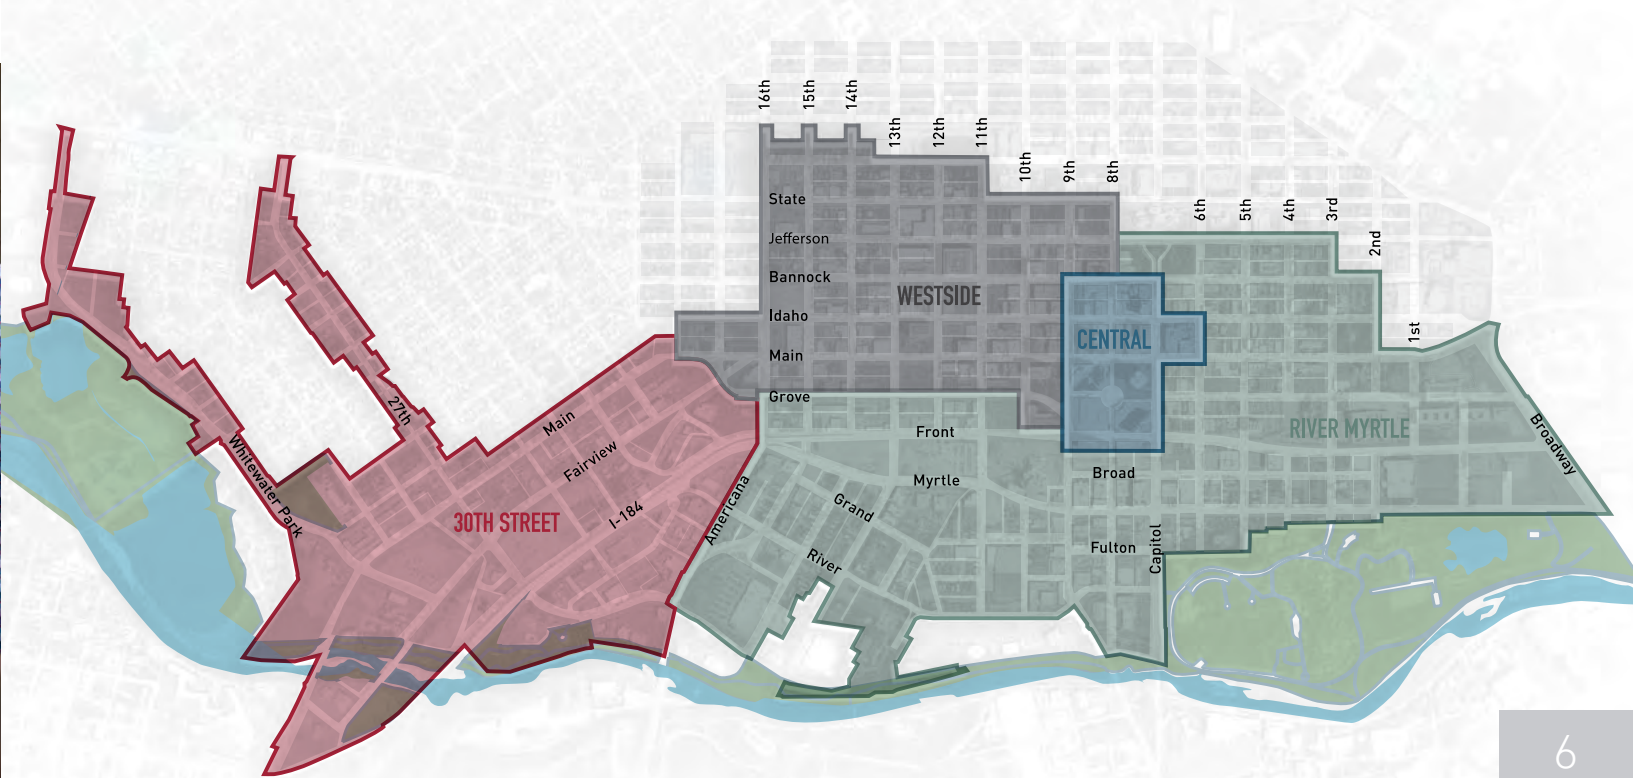 16th
15th
14th
13th
12th
11th
10th
9th
8th
6th
5th
4th
3rd
2nd
1st
State
Jefferson
Bannock
Idaho
Main
Grove
WESTSIDE
CENTRAL
RIVER MYRTLE
Broadway
27th
Main
Fairview
I-184
30TH STREET
Whitewater Park
Americana
Front
Myrtle
Grand
River
Broad
Fulton
Capitol
6